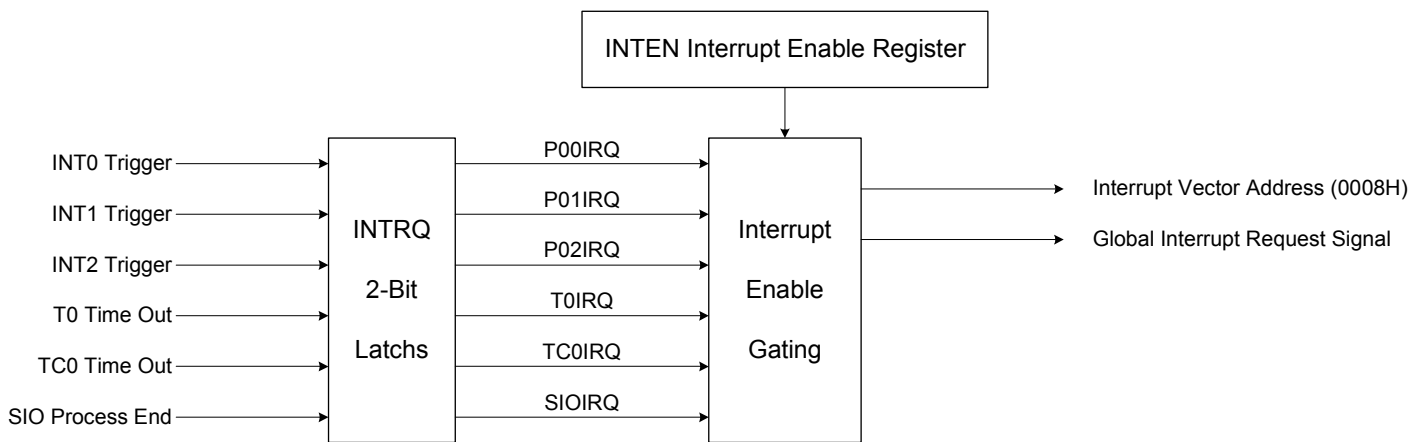 INTEN Interrupt Enable Register
INT0 Trigger
INT1 Trigger
INT2 Trigger
T0 Time Out
TC0 Time Out
SIO Process End
INTRQ
2-Bit
Latchs
P00IRQ
P01IRQ
P02IRQ
T0IRQ
TC0IRQ
SIOIRQ
Interrupt
Enable
Gating
Interrupt Vector Address (0008H)
Global Interrupt Request Signal